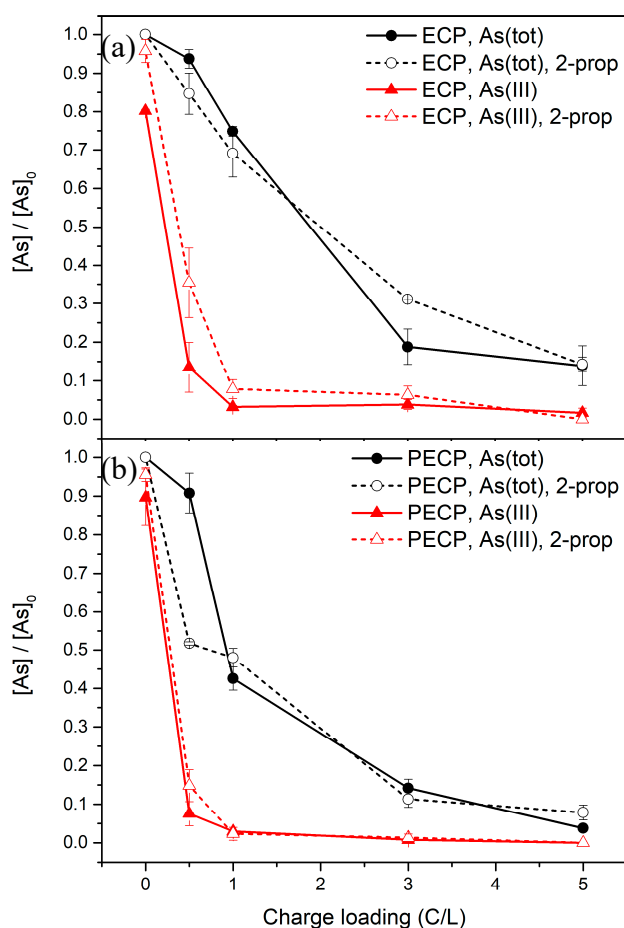 (a)
ECP, As(tot)
ECP, As(tot), 2-prop
ECP, As(III)
ECP, As(III), 2-prop
1.0
0.9
0.8
0.7
0.6
0.5
0.4
0.3
0.2
0.1
0.0
[As] / [As]0
(b)
PECP, As(tot)
PECP, As(tot), 2-prop
PECP, As(III)
PECP, As(III), 2-prop
1.0
0.9
0.8
0.7
0.6
0.5
0.4
0.3
0.2
0.1
0.0
[As] / [As]0
0 1 2 3 4 5
Charge loading (C/L)